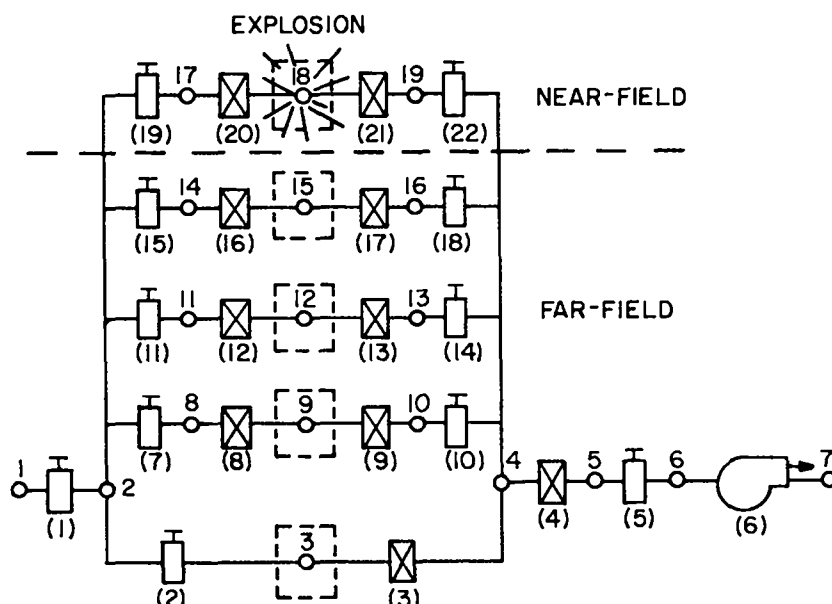 EXPLOSION
17 18 19
(19) (20) (21) (22)
NEAR-FIELD
14 15 16
(15) (16) (17) (18)
11 12 13
(11) (12) (13) (14)
FAR-FIELD
8 9 10
(7) (8) (9) (10)
1 2 4 5 6 7
(1) (4) (5) (6)
3
(2) (3)